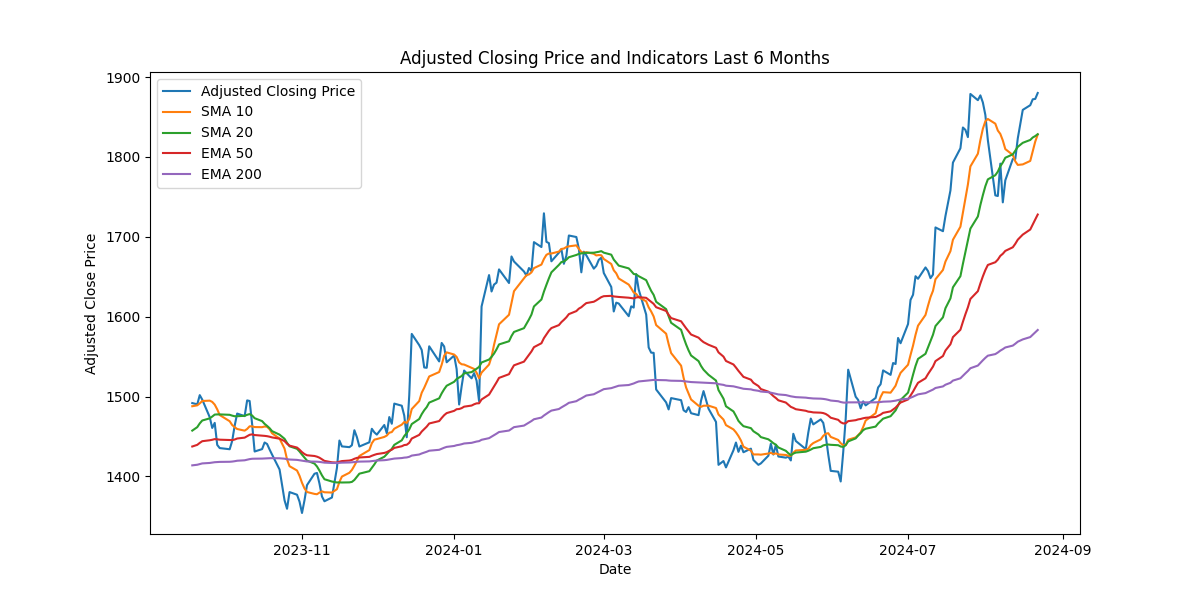 Adjusted Closing Price and Indicators Last 6 Months
1900
1800
1700
1600
1500
1400
Adjusted Close Price
Adjusted Closing Price
SMA 10
SMA 20
EMA 50
EMA 200
2023-11
2024-01
2024-03
2024-05
2024-07
2024-09
Date